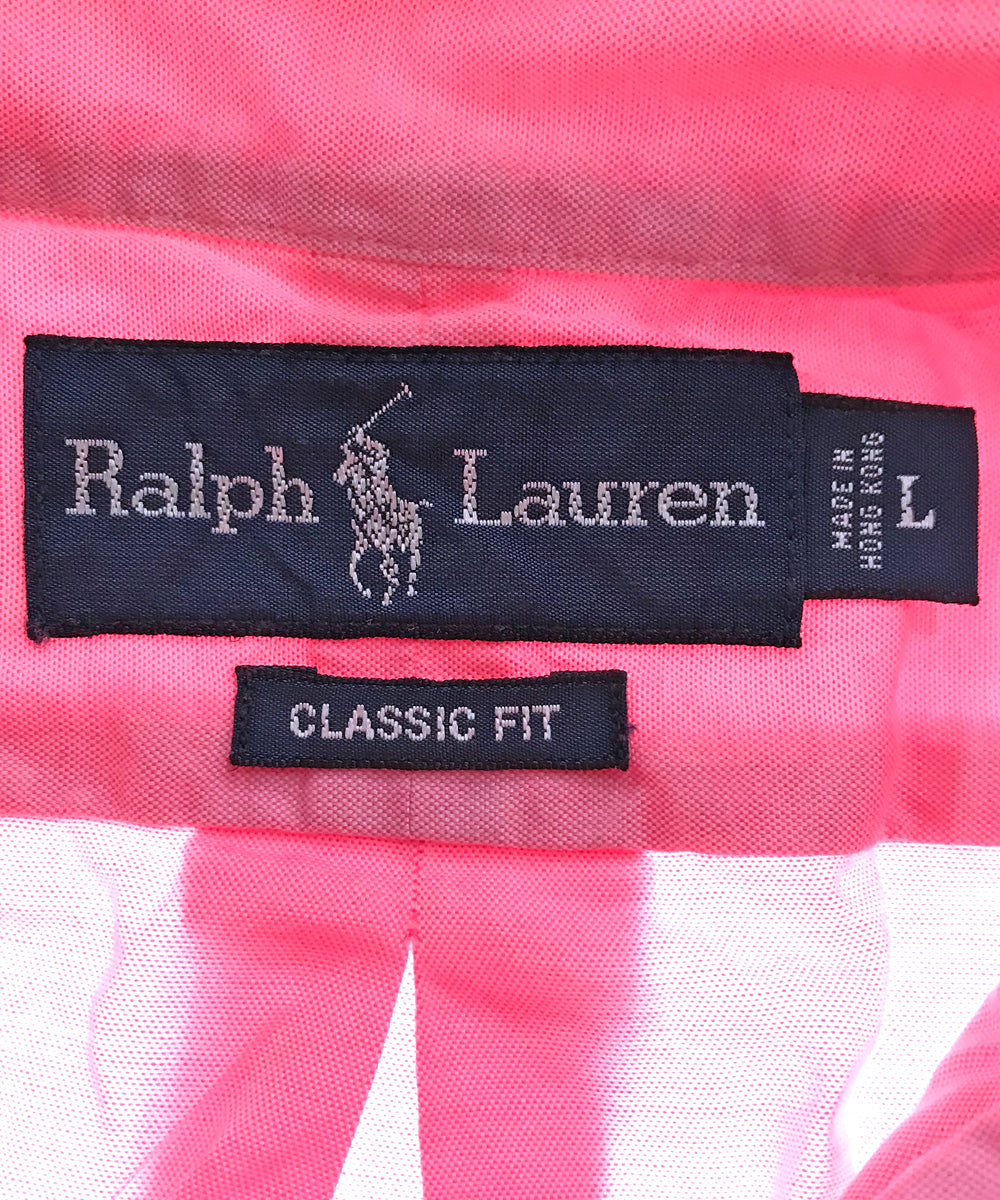 Ralph Lauren
MADE IN
HONG KONG
L
CLASSIC FIT